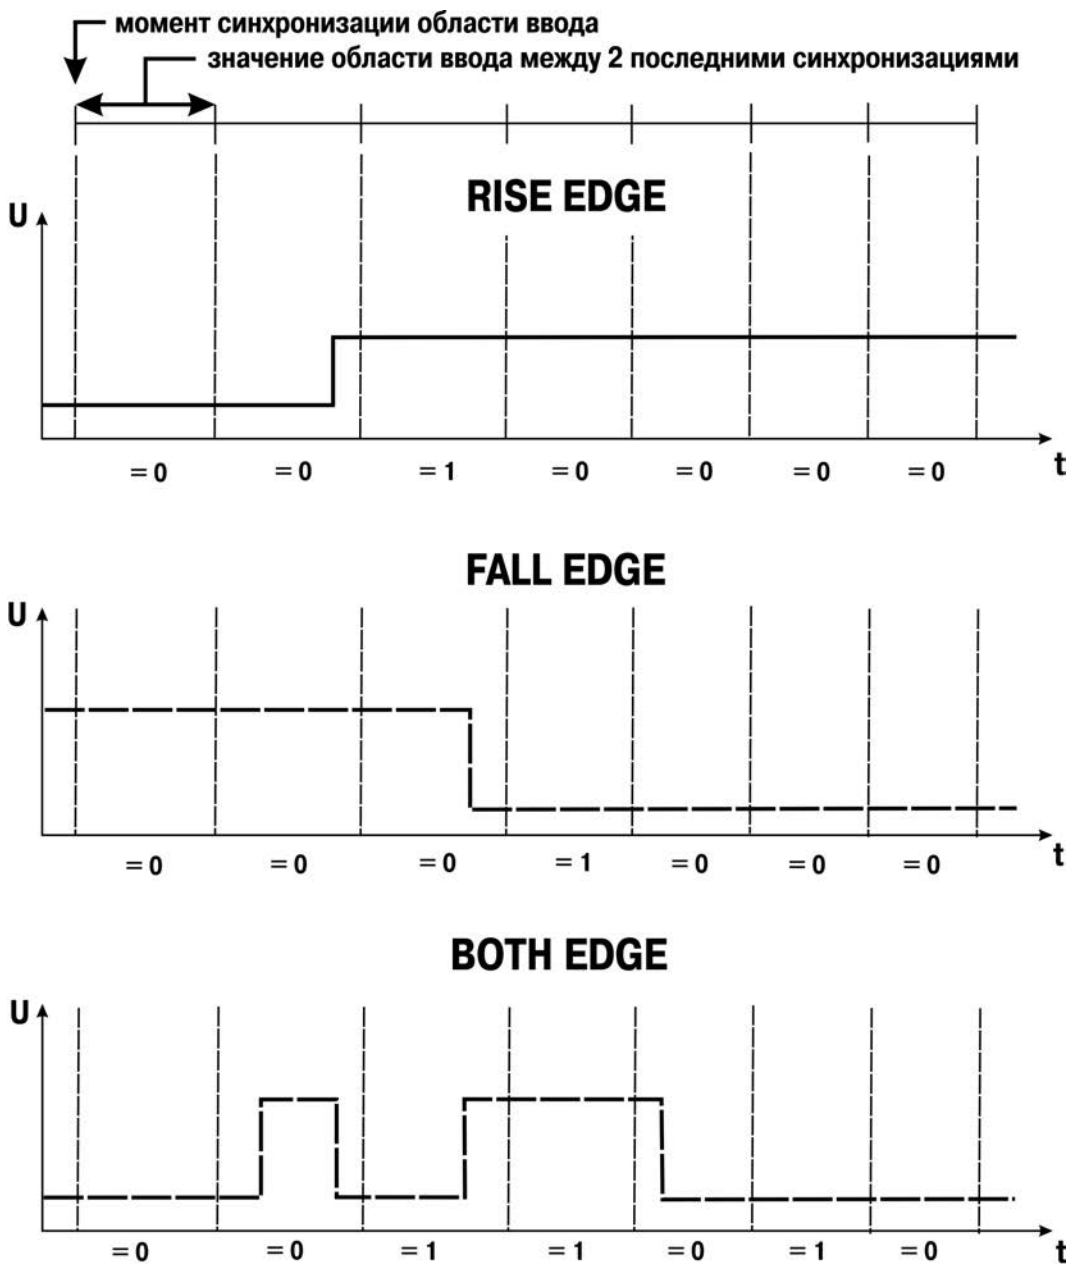 момент синхронизации области ввода
значение области ввода между 2 последними синхронизациями
RISE EDGE
U
= 0 = 0 = 1 = 0 = 0 = 0 = 0
t
FALL EDGE
U
= 0 = 0 = 0 = 1 = 0 = 0 = 0
t
BOTH EDGE
U
= 0 = 0 = 1 = 1 = 0 = 1 = 0
t